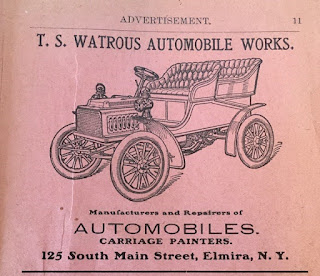 ADVERTISEMENT. 11
T. S. WATROUS AUTOMOBILE WORKS.
Manufacturers and Repairers of
AUTOMOBILES.
CARRIAGE PAINTERS.
125 South Main Street, Elmira, N. Y.